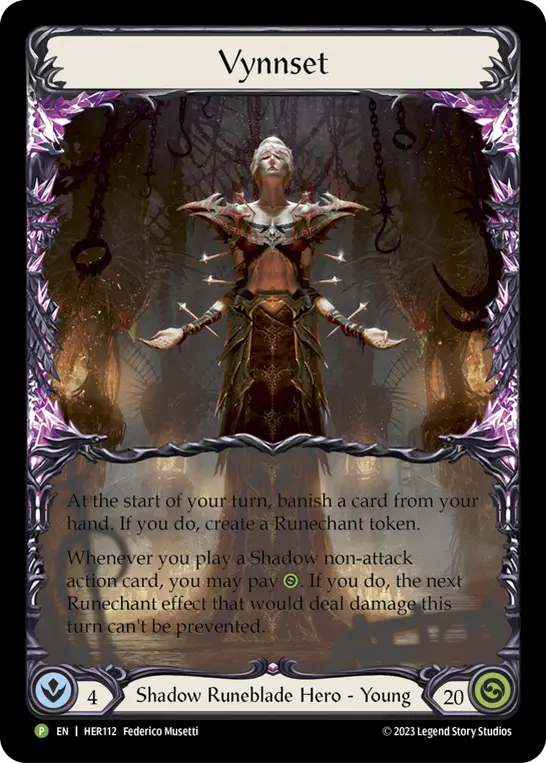 Vynnset
At the start of your turn, banish a card from your
hand. If you do, create a Runechant token.
Whenever you play a Shadow non-attack
action card, you may pay . If you do, the next
Runechant effect that would deal damage this
turn can't be prevented.
4
Shadow Runeblade Hero - Young
20
P EN | HER112 Federico Musetti
© 2023 Legend Story Studios